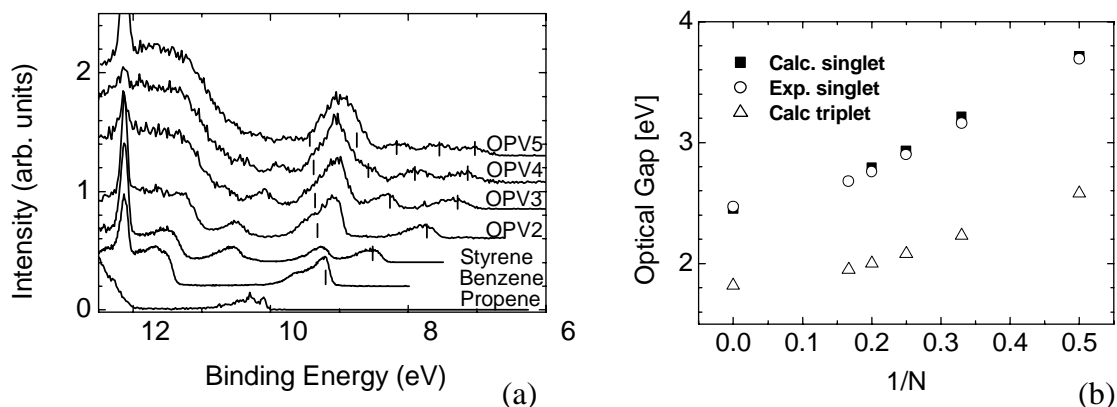 Intensity (arb. units)
2
1
0
OPV5
OPV4
OPV3
OPV2
Styrene
Benzene
Propene
12 10 8 6
Binding Energy (eV)
(a)
Optical Gap [eV]
4
3
2
Calc. singlet
Exp. singlet
Calc triplet
0.0 0.1 0.2 0.3 0.4 0.5
1/N
(b)